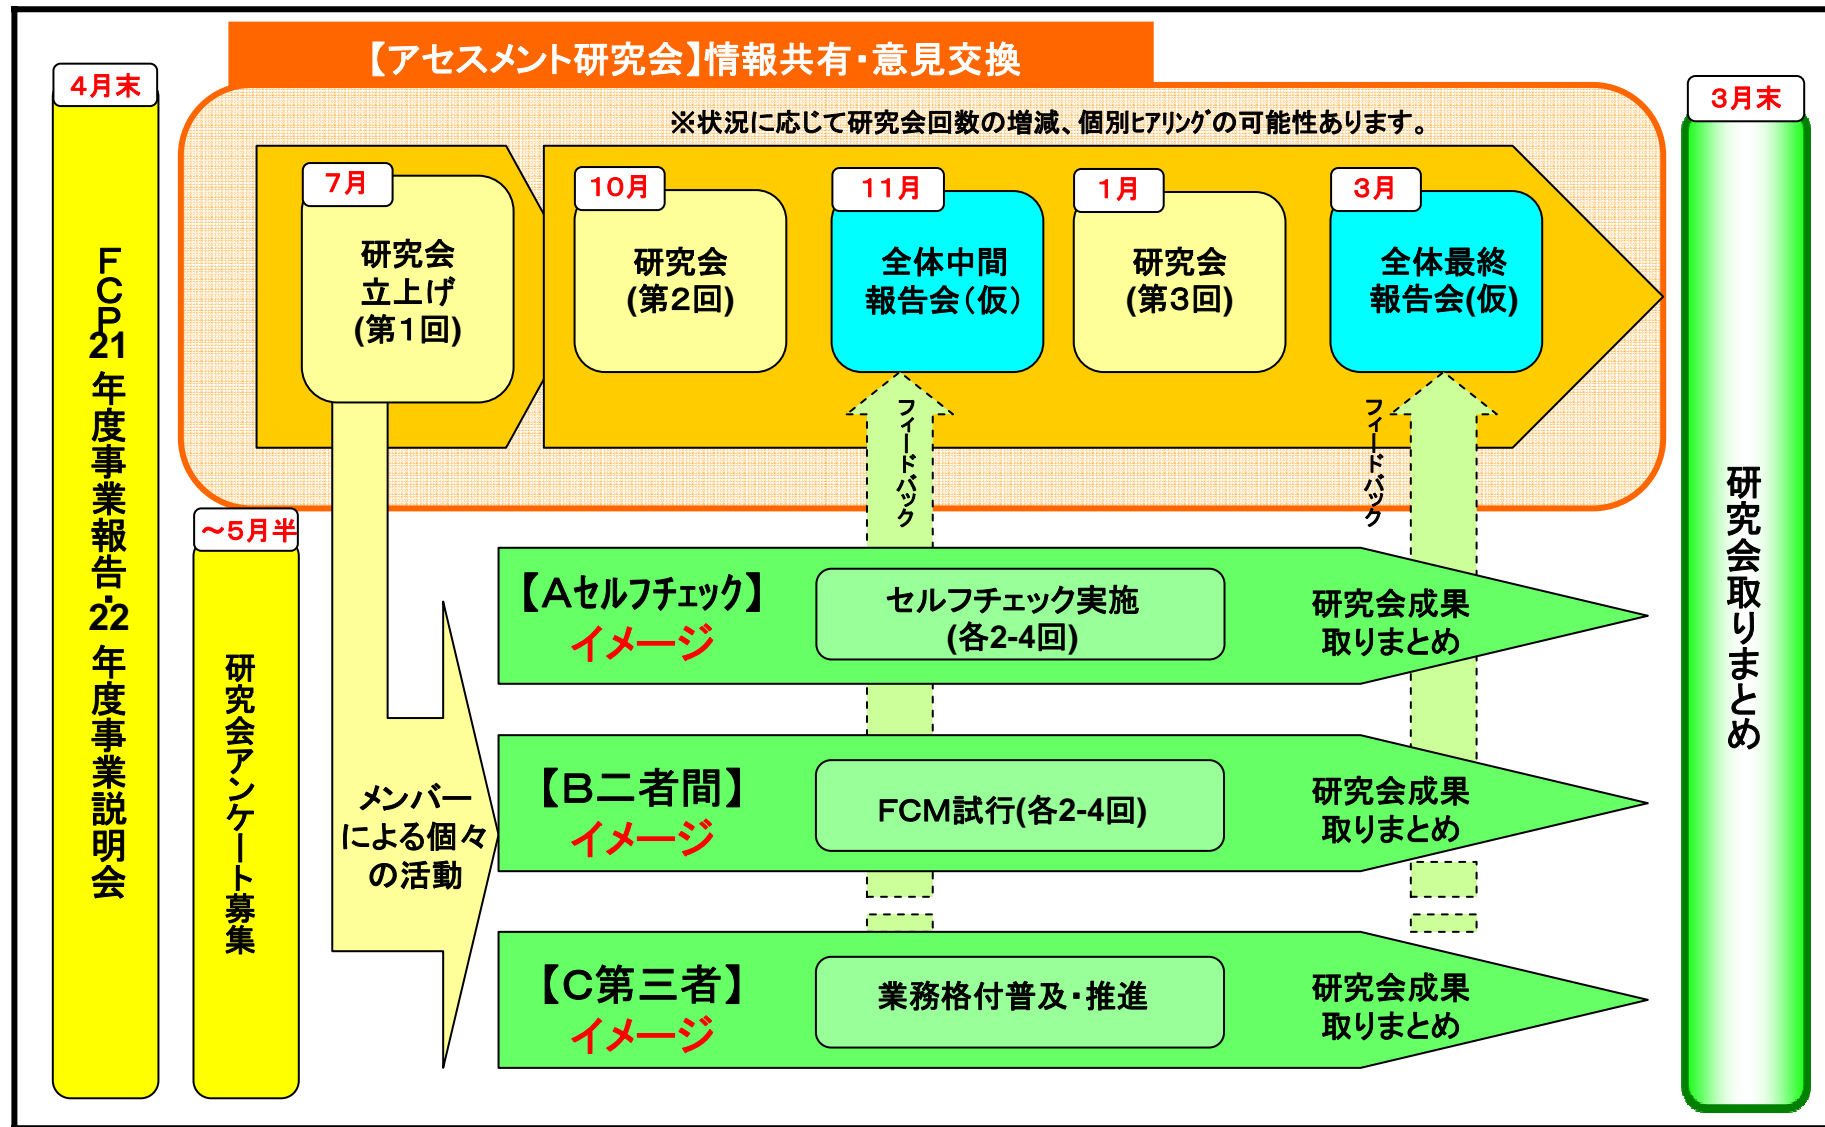 【アセスメント研究会】情報共有・意見交換
※状況に応じて研究会回数の増減、個別ﾋｱﾘﾝｸﾞの可能性あります。
4月末
FCP21年度事業報告・22年度事業説明会
～5月半
研究会アンケート募集
7月
研究会
立上げ
(第1回)
10月
研究会
(第2回)
11月
全体中間
報告会（仮）
1月
研究会
(第3回)
3月
全体最終
報告会(仮)
フィードバック
フィードバック
メンバー
による個々
の活動
【Aセルフチェック】
イメージ
セルフチェック実施
(各2-4回)
研究会成果
取りまとめ
【B二者間】
イメージ
FCM試行(各2-4回)
研究会成果
取りまとめ
【C第三者】
イメージ
業務格付普及・推進
研究会成果
取りまとめ
3月末
研究会取りまとめ